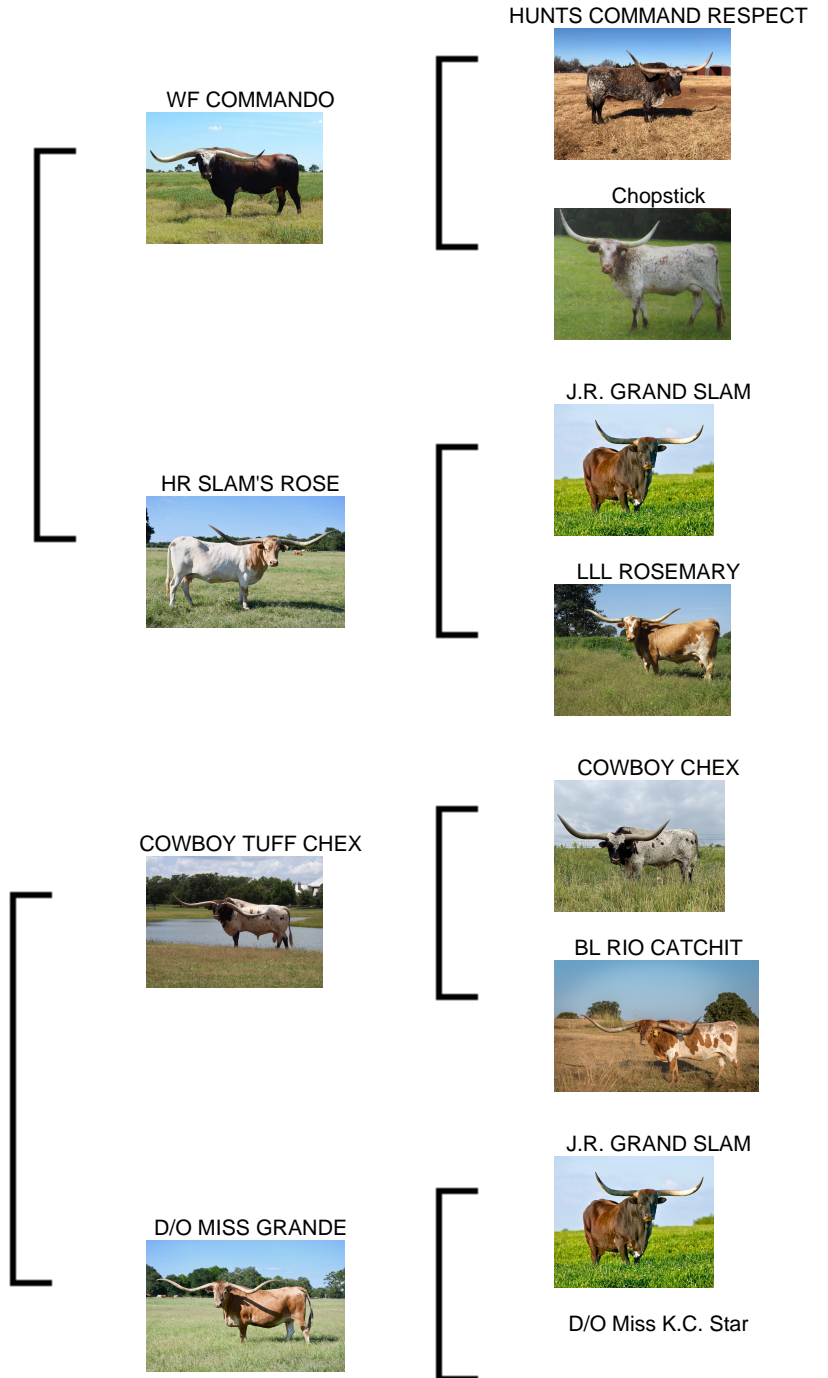 HUNTS COMMAND RESPECT
WF COMMANDO
Chopstick
J.R. GRAND SLAM
HR SLAM'S ROSE
LLL ROSEMARY
COWBOY CHEX
COWBOY TUFF CHEX
BL RIO CATCHIT
J.R. GRAND SLAM
D/O MISS GRANDE
D/O Miss K.C. Star